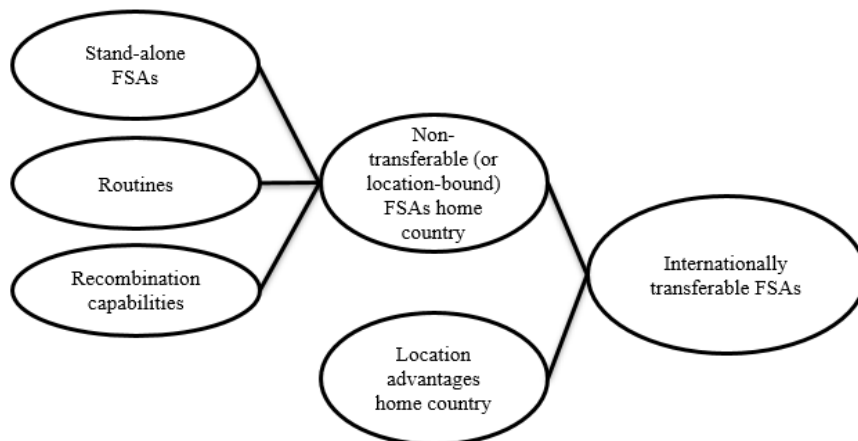 Stand-alone
FSAs
Routines
Recombination
capabilities
Non-
transferable (or
location-bound)
FSAs home
country
Location
advantages
home country
Internationally
transferable FSAs